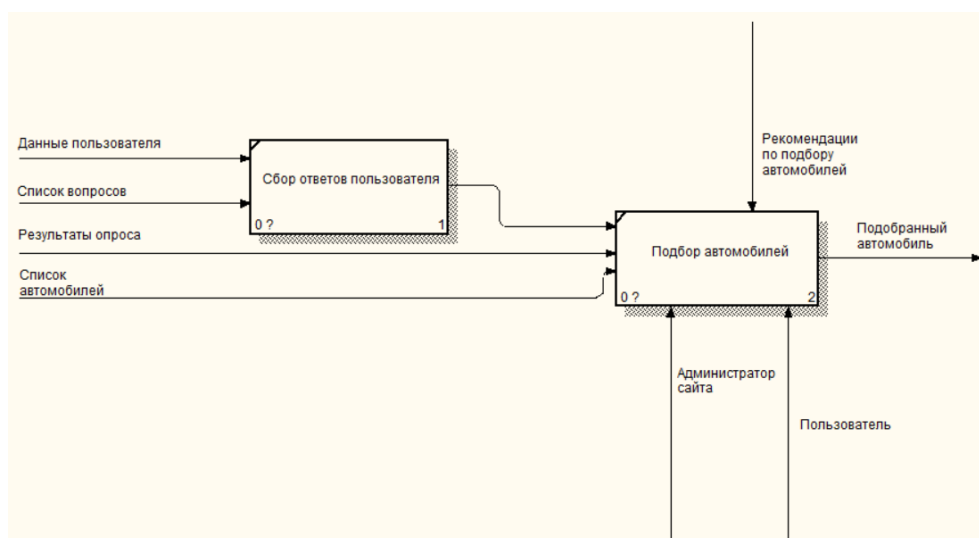 Данные пользователя
Список вопросов
Результаты опроса
Список
автомобилей
Сбор ответов пользователя
0 ?
1
Рекомендации
по подбору
автомобилей
Подбор автомобилей
0 ?
2
Подобранный
автомобиль
Администратор
сайта
Пользователь